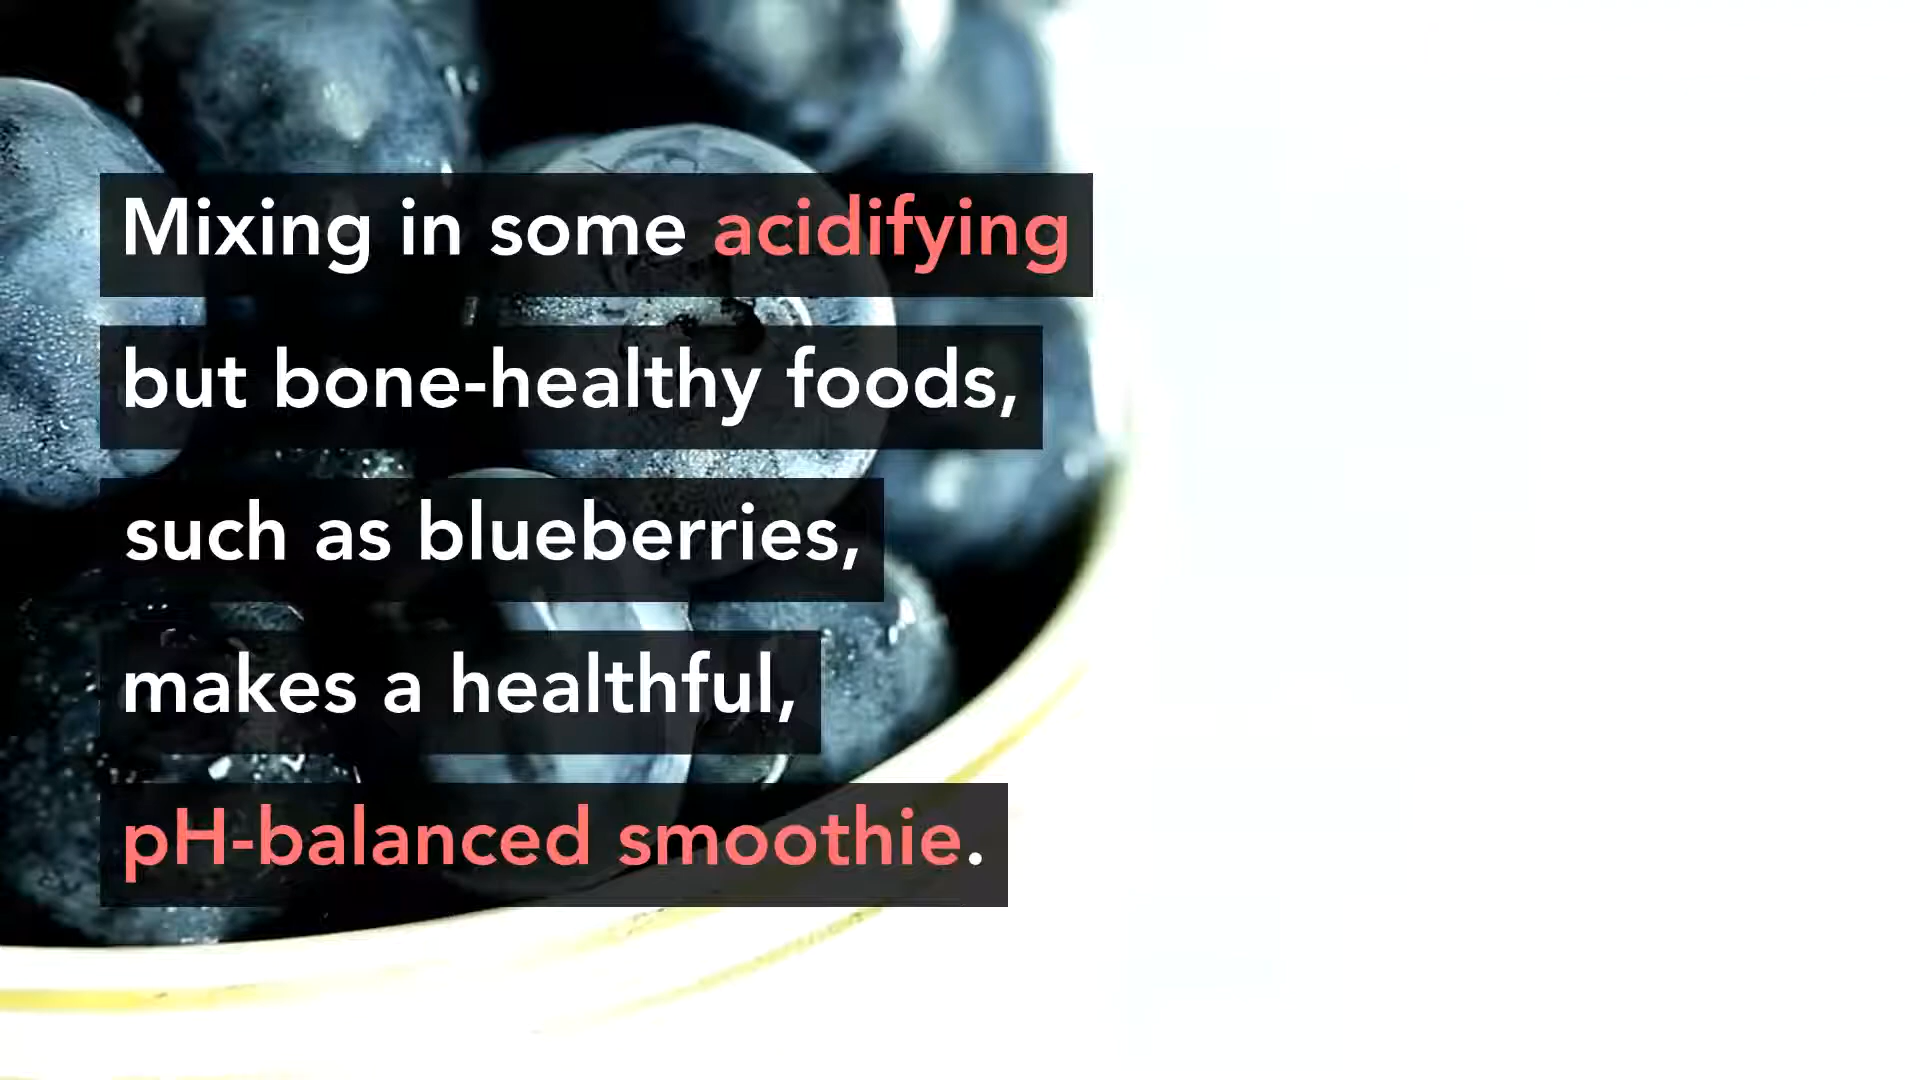 Mixing in some acidifying
but bone-healthy foods,
such as blueberries,
makes a healthful,
pH-balanced smoothie.